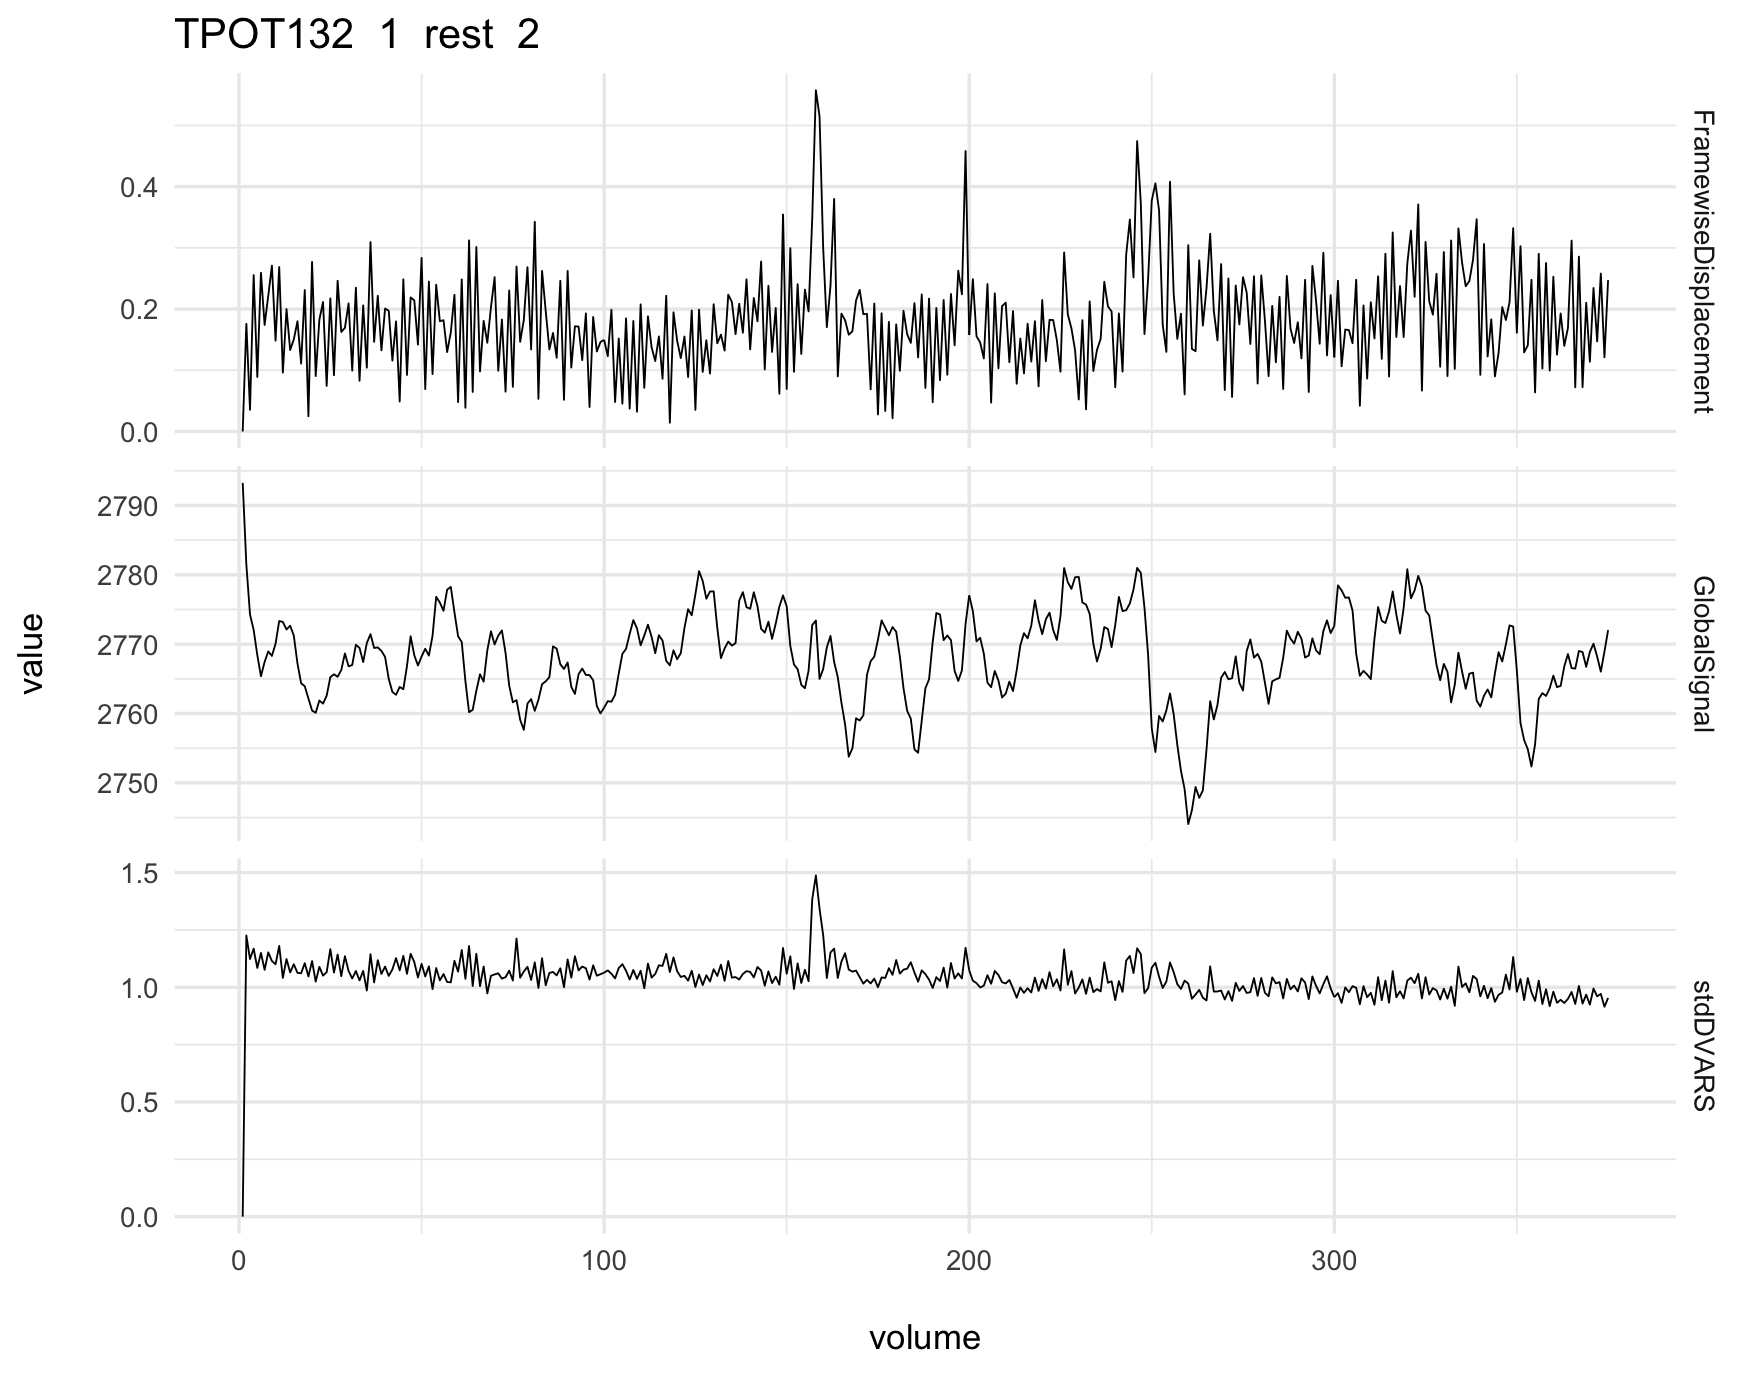 TPOT132 1 rest 2
0.4
0.2
0.0
FramewiseDisplacement
2790
2780
2770
2760
2750
GlobalSignal
value
1.5
1.0
0.5
0.0
stdDVARS
0 100 200 300
volume